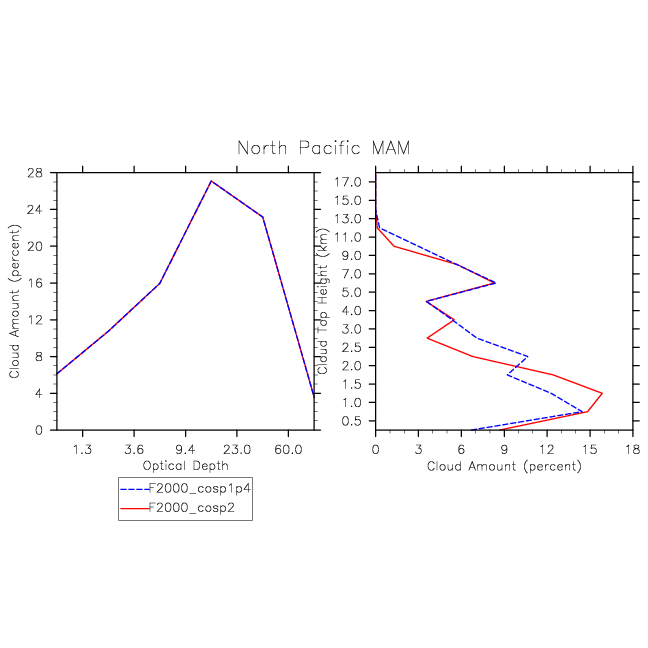 North Pacific MAM
28
24
20
16
12
8
4
0
Cloud Amount (percent)
1.3 3.6 9.4 23.0 60.0
Optical Depth
17.0
15.0
13.0
11.0
9.0
7.0
5.0
4.0
3.0
2.5
2.0
1.5
1.0
0.5
Cloud Top Height (km)
0 3 6 9 12 15 18
Cloud Amount (percent)
F2000_cosp1p4
F2000_cosp2